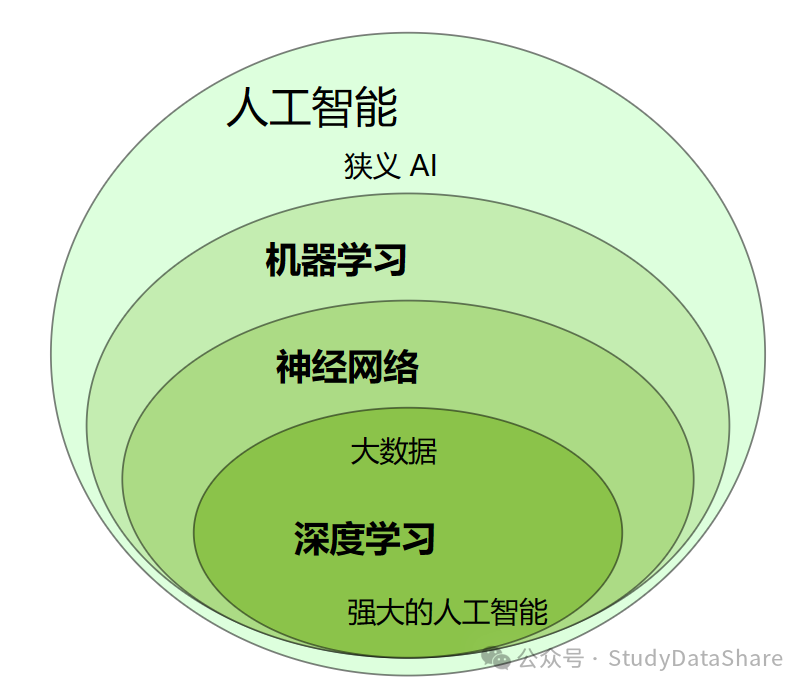 人工智能
狭义 AI
机器学习
神经网络
大数据
深度学习
强大的人工智能
公众号 · StudyDataShare